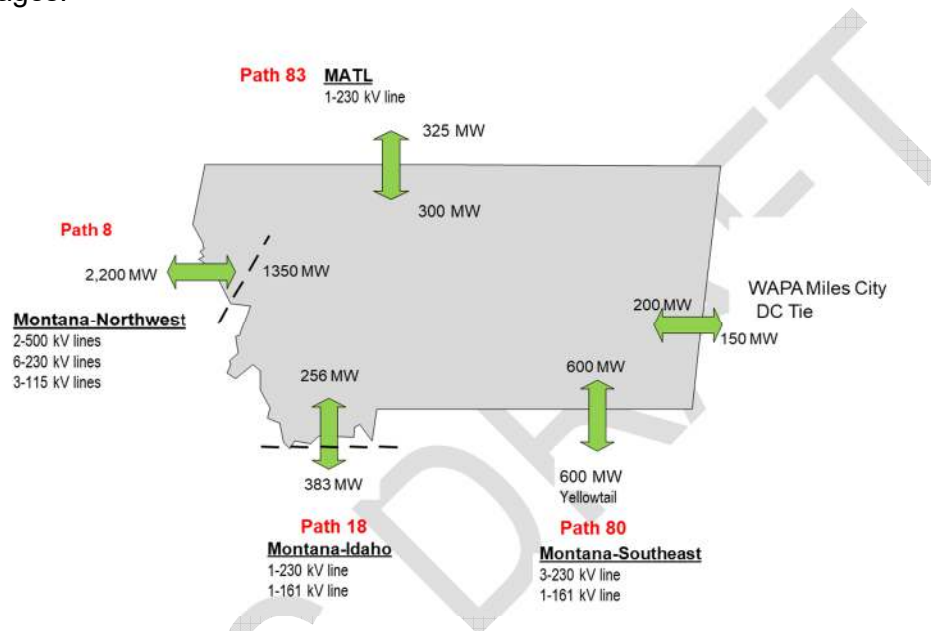 Path 83 MATL
1-230 kV line
325 MW
300 MW
Path 8
2,200 MW
1350 MW
Montana-Northwest
2-500 kV lines
6-230 kV lines
3-115 kV lines
WAPA Miles City
DC Tie
200 MW
150 MW
256 MW
383 MW
Path 18
Montana-Idaho
1-230 kV line
1-161 kV line
600 MW
600 MW
Yellowtail
Path 80
Montana-Southeast
3-230 kV line
1-161 kV line
DRAFT